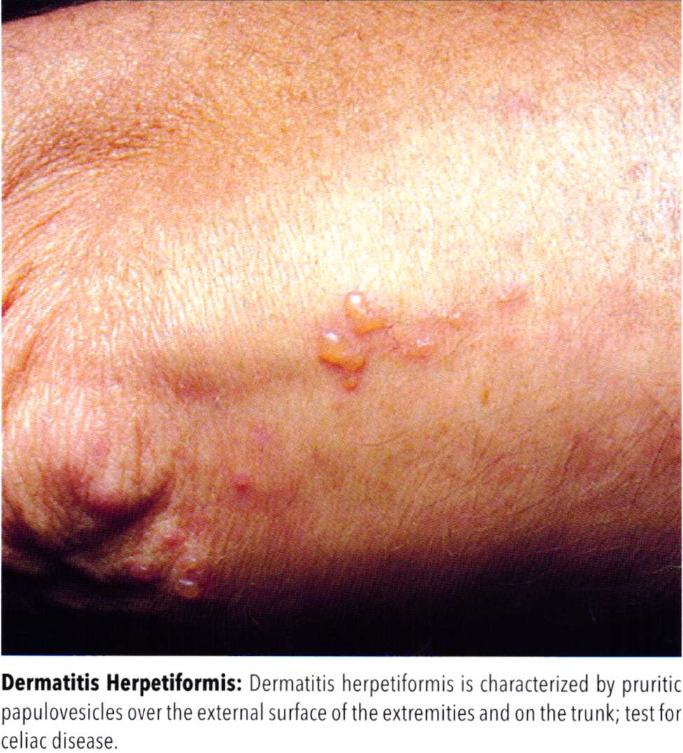 Dermatitis Herpetiformis: Dermatitis herpetiformis is characterized by pruritic
papulovesicles over the external surface of the extremities and on the trunk; test for
celiac disease.